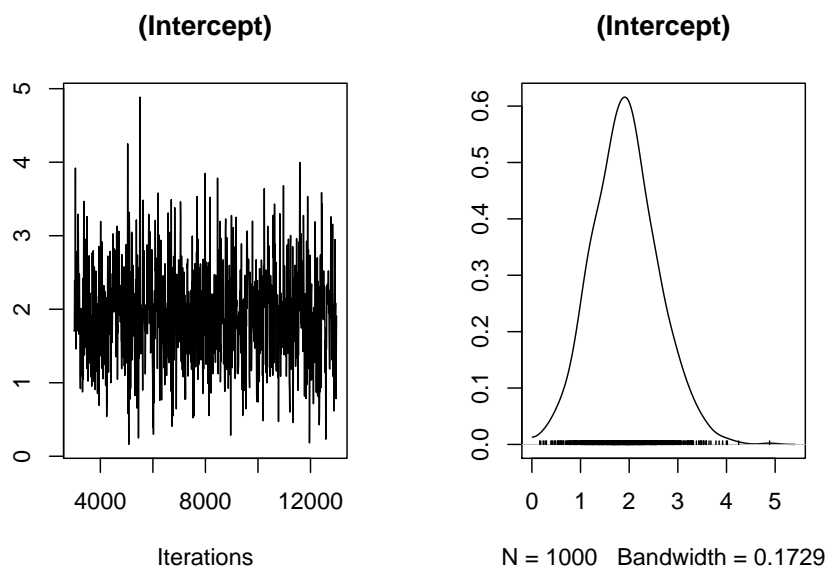 (Intercept)
5
4
3
2
1
0
4000 8000 12000
Iterations
(Intercept)
0.6
0.5
0.4
0.3
0.2
0.1
0.0
0 1 2 3 4 5
N = 1000 Bandwidth = 0.1729